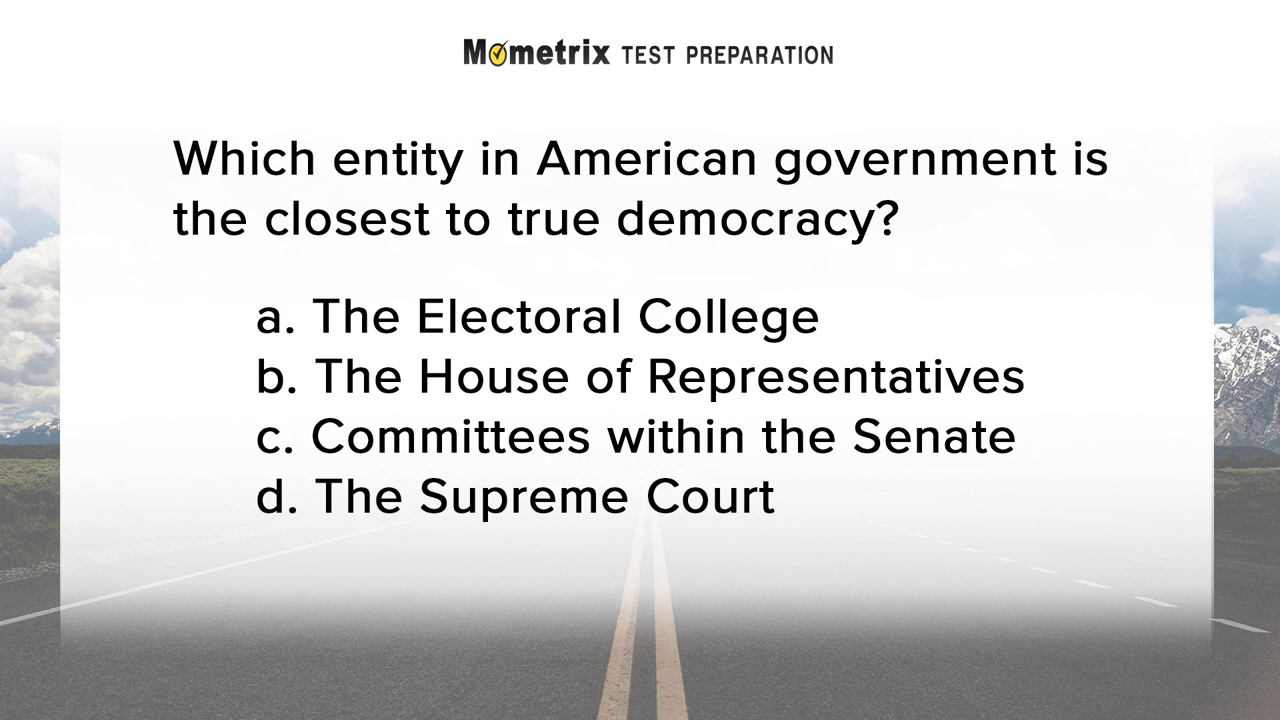 Mometrix TEST PREPARATION
Which entity in American government is
the closest to true democracy?
a. The Electoral College
b. The House of Representatives
c. Committees within the Senate
d. The Supreme Court